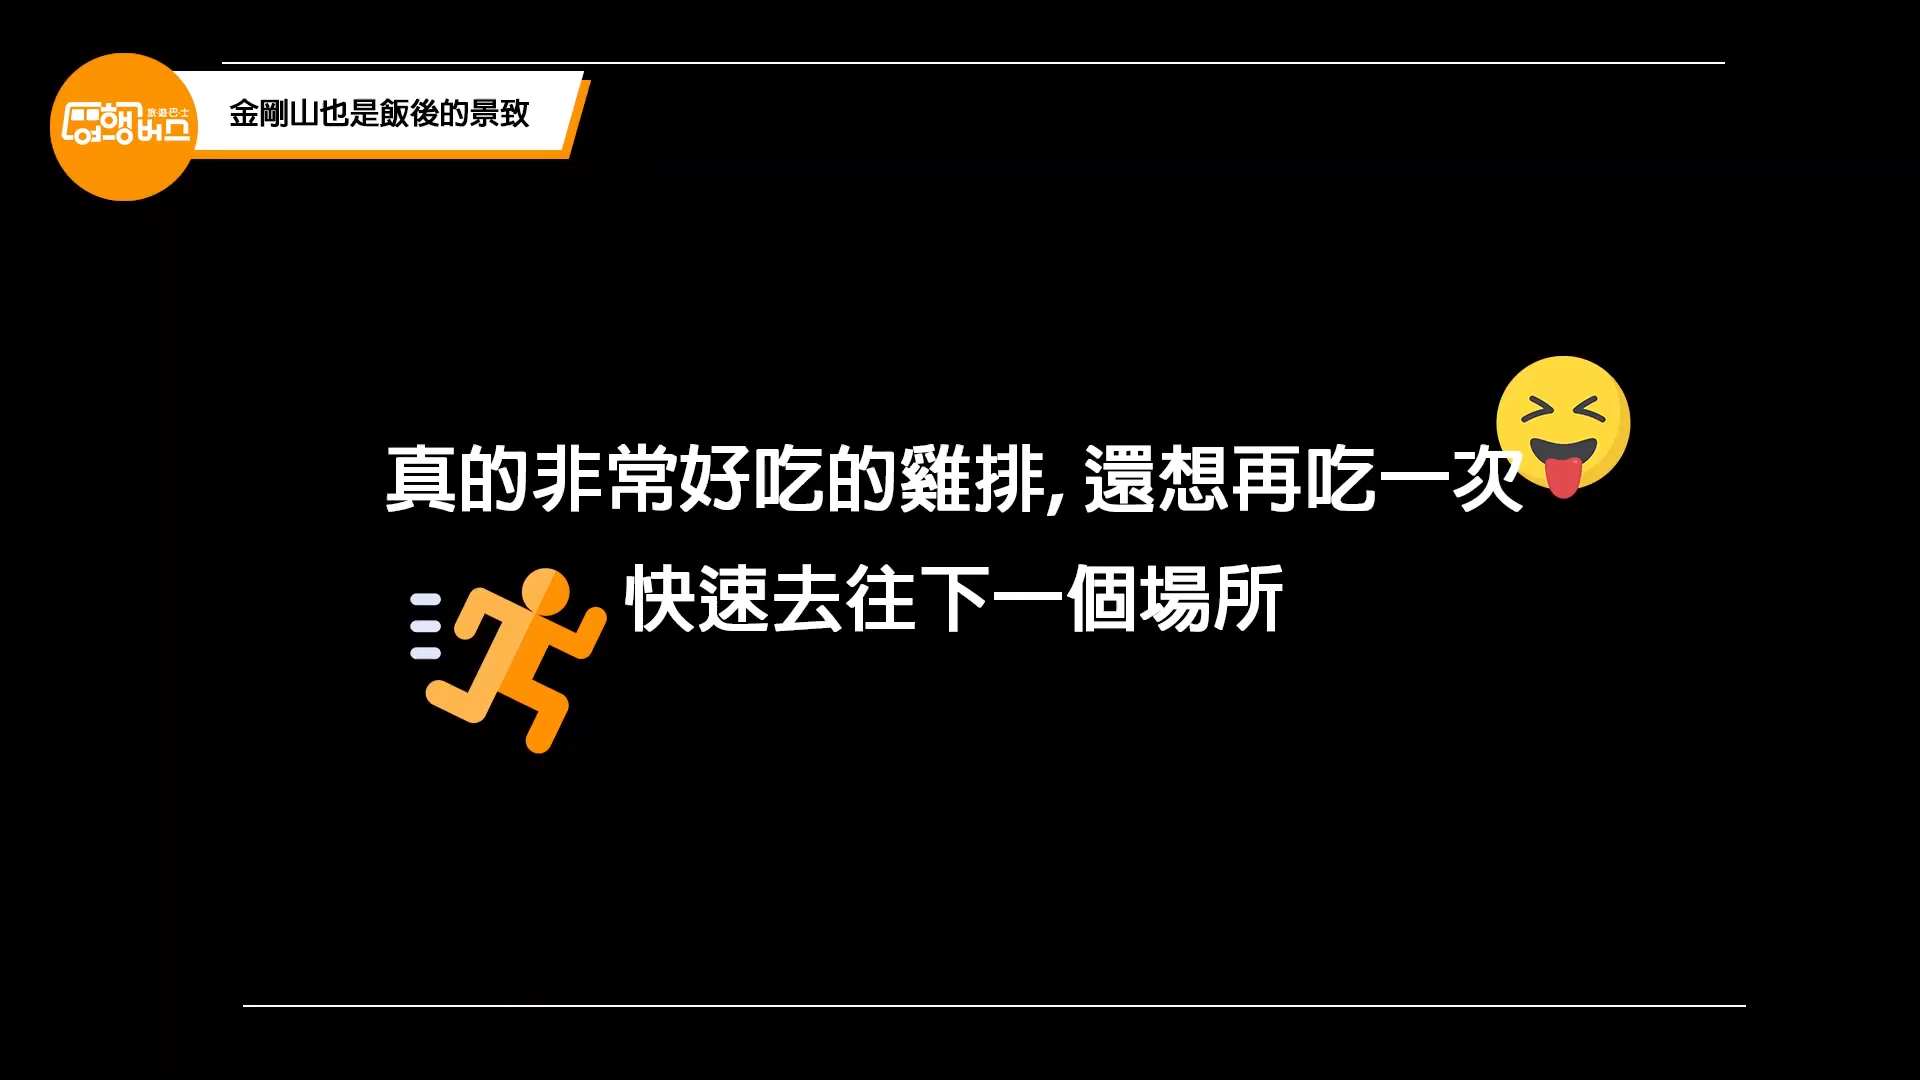 여행버스
旅·遊·巴·士
金剛山也是飯後的景致
真的非常好吃的雞排, 還想再吃一次
快速去往下一個場所